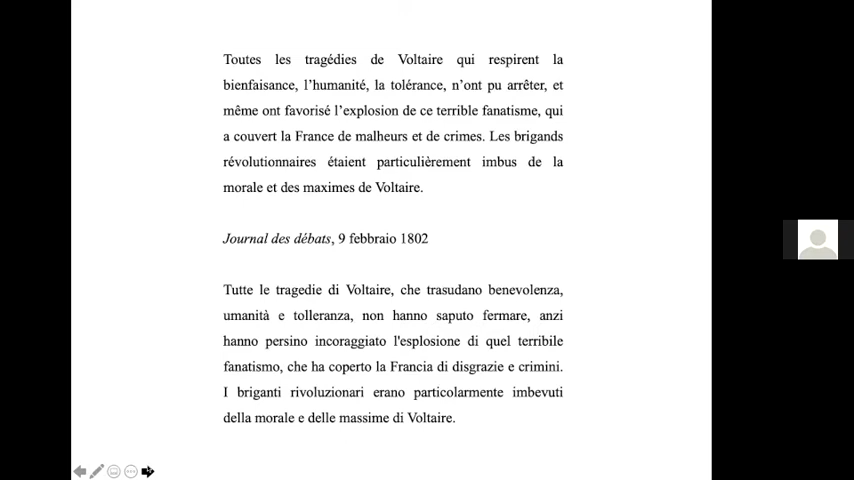 Toutes les tragédies de Voltaire qui respirent la
bienfaisance, l’humanité, la tolérance, n’ont pu arrêter, et
même ont favorisé l’explosion de ce terrible fanatisme, qui
a couvert la France de malheurs et de crimes. Les brigands
révolutionnaires étaient particulièrement imbus de la
morale et des maximes de Voltaire.
Journal des débats, 9 febbraio 1802
Tutte le tragedie di Voltaire, che trasudano benevolenza,
umanità e tolleranza, non hanno saputo fermare, anzi
hanno persino incoraggiato l'esplosione di quel terribile
fanatismo, che ha coperto la Francia di disgrazie e crimini.
I briganti rivoluzionari erano particolarmente imbevuti
della morale e delle massime di Voltaire.